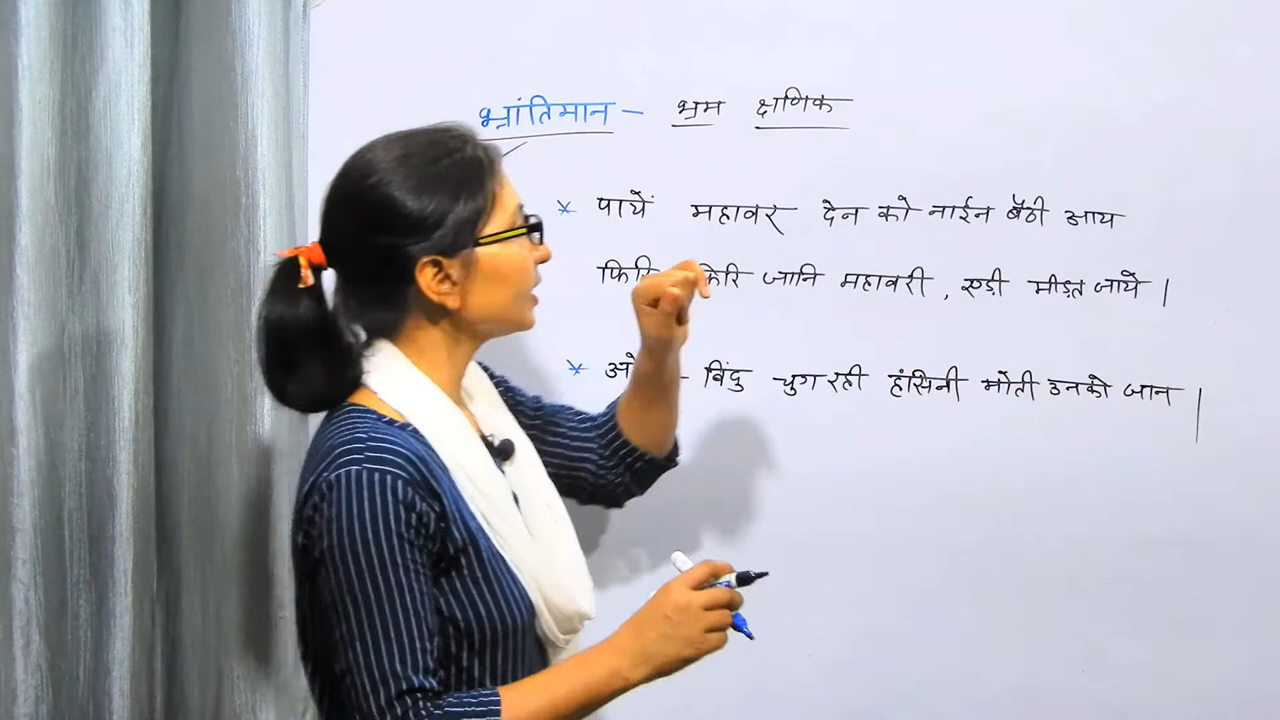 भ्रांतिमान - भ्रम क्षणिक
* पायें महावर देन को नाईन बैठी आय
जानि महावरी, एड़ी मीड़त जाये |
* बिंदु चुग रही हंसिनी मोती उनको जान |